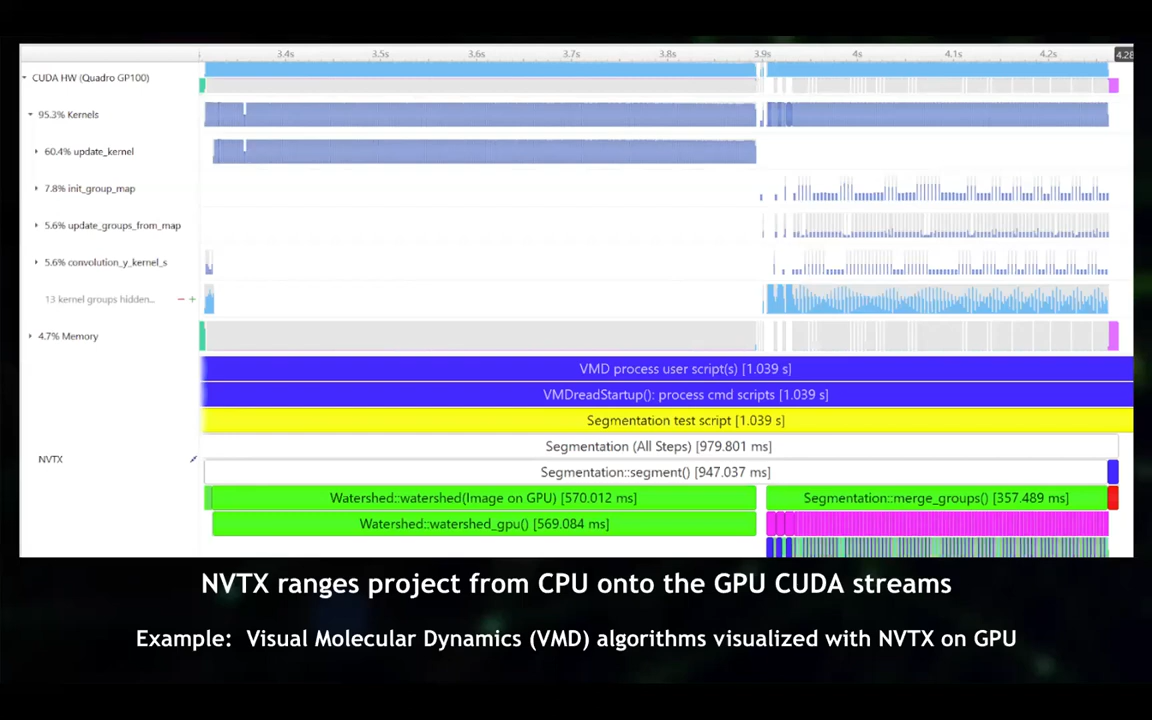 3.4s 3.5s 3.6s 3.7s 3.8s 3.9s 4s 4.1s 4.2s 4.28
CUDA HW (Quadro GP100)
95.3% Kernels
60.4% update_kernel
7.8% init_group_map
5.6% update_groups_from_map
5.6% convolution_y_kernel_s
13 kernel groups hidden... − +
4.7% Memory
VMD process user script(s) [1.039 s]
VMDreadStartup(): process cmd scripts [1.039 s]
Segmentation test script [1.039 s]
Segmentation (All Steps) [979.801 ms]
NVTX
Segmentation::segment() [947.037 ms]
Watershed::watershed(Image on GPU) [570.012 ms] Segmentation::merge_groups() [357.489 ms]
Watershed::watershed_gpu() [569.084 ms]
NVTX ranges project from CPU onto the GPU CUDA streams
Example: Visual Molecular Dynamics (VMD) algorithms visualized with NVTX on GPU